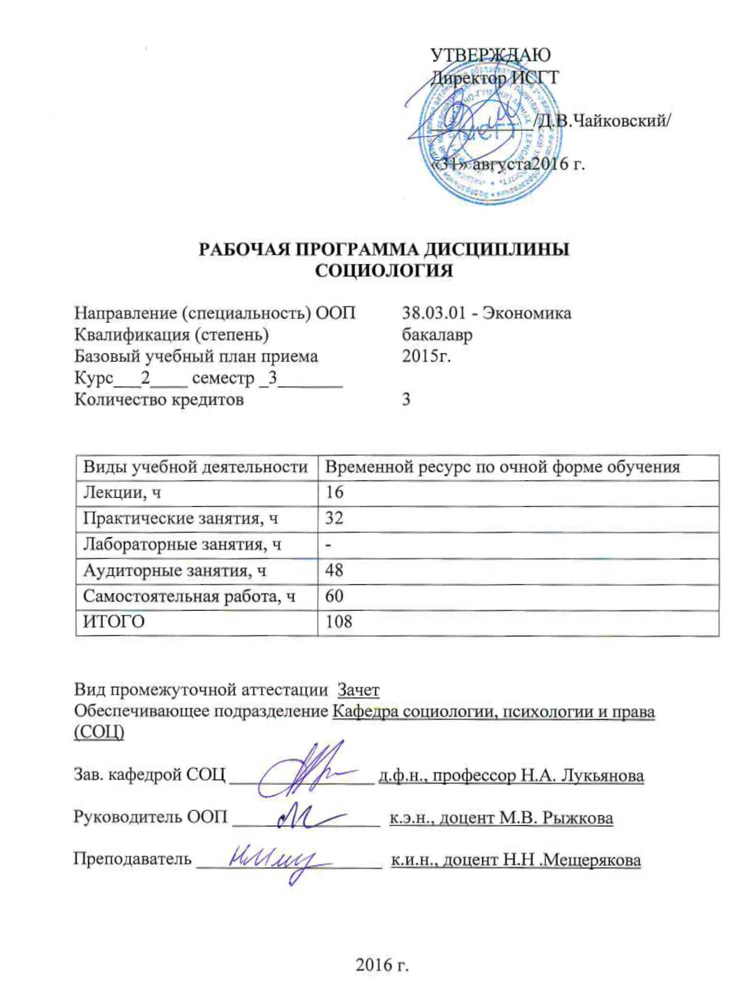 УТВЕРЖДАЮ
Директор ИСГТ
/Д.В.Чайковский/
«31» августа2016 г.
РАБОЧАЯ ПРОГРАММА ДИСЦИПЛИНЫ
СОЦИОЛОГИЯ
Направление (специальность) ООП 38.03.01 - Экономика
Квалификация (степень) бакалавр
Базовый учебный план приема 2015г.
Курс___2____ семестр _3_______
Количество кредитов 3
Виды учебной деятельности Временной ресурс по очной форме обучения
Лекции, ч 16
Практические занятия, ч 32
Лабораторные занятия, ч -
Аудиторные занятия, ч 48
Самостоятельная работа, ч 60
ИТОГО 108
Вид промежуточной аттестации Зачет
Обеспечивающее подразделение Кафедра социологии, психологии и права
(СОЦ)
Зав. кафедрой СОЦ ________________ д.ф.н., профессор Н.А. Лукьянова
Руководитель ООП ________________ к.э.н., доцент М.В. Рыжкова
Преподаватель ____________________ к.и.н., доцент Н.Н .Мещерякова
2016 г.